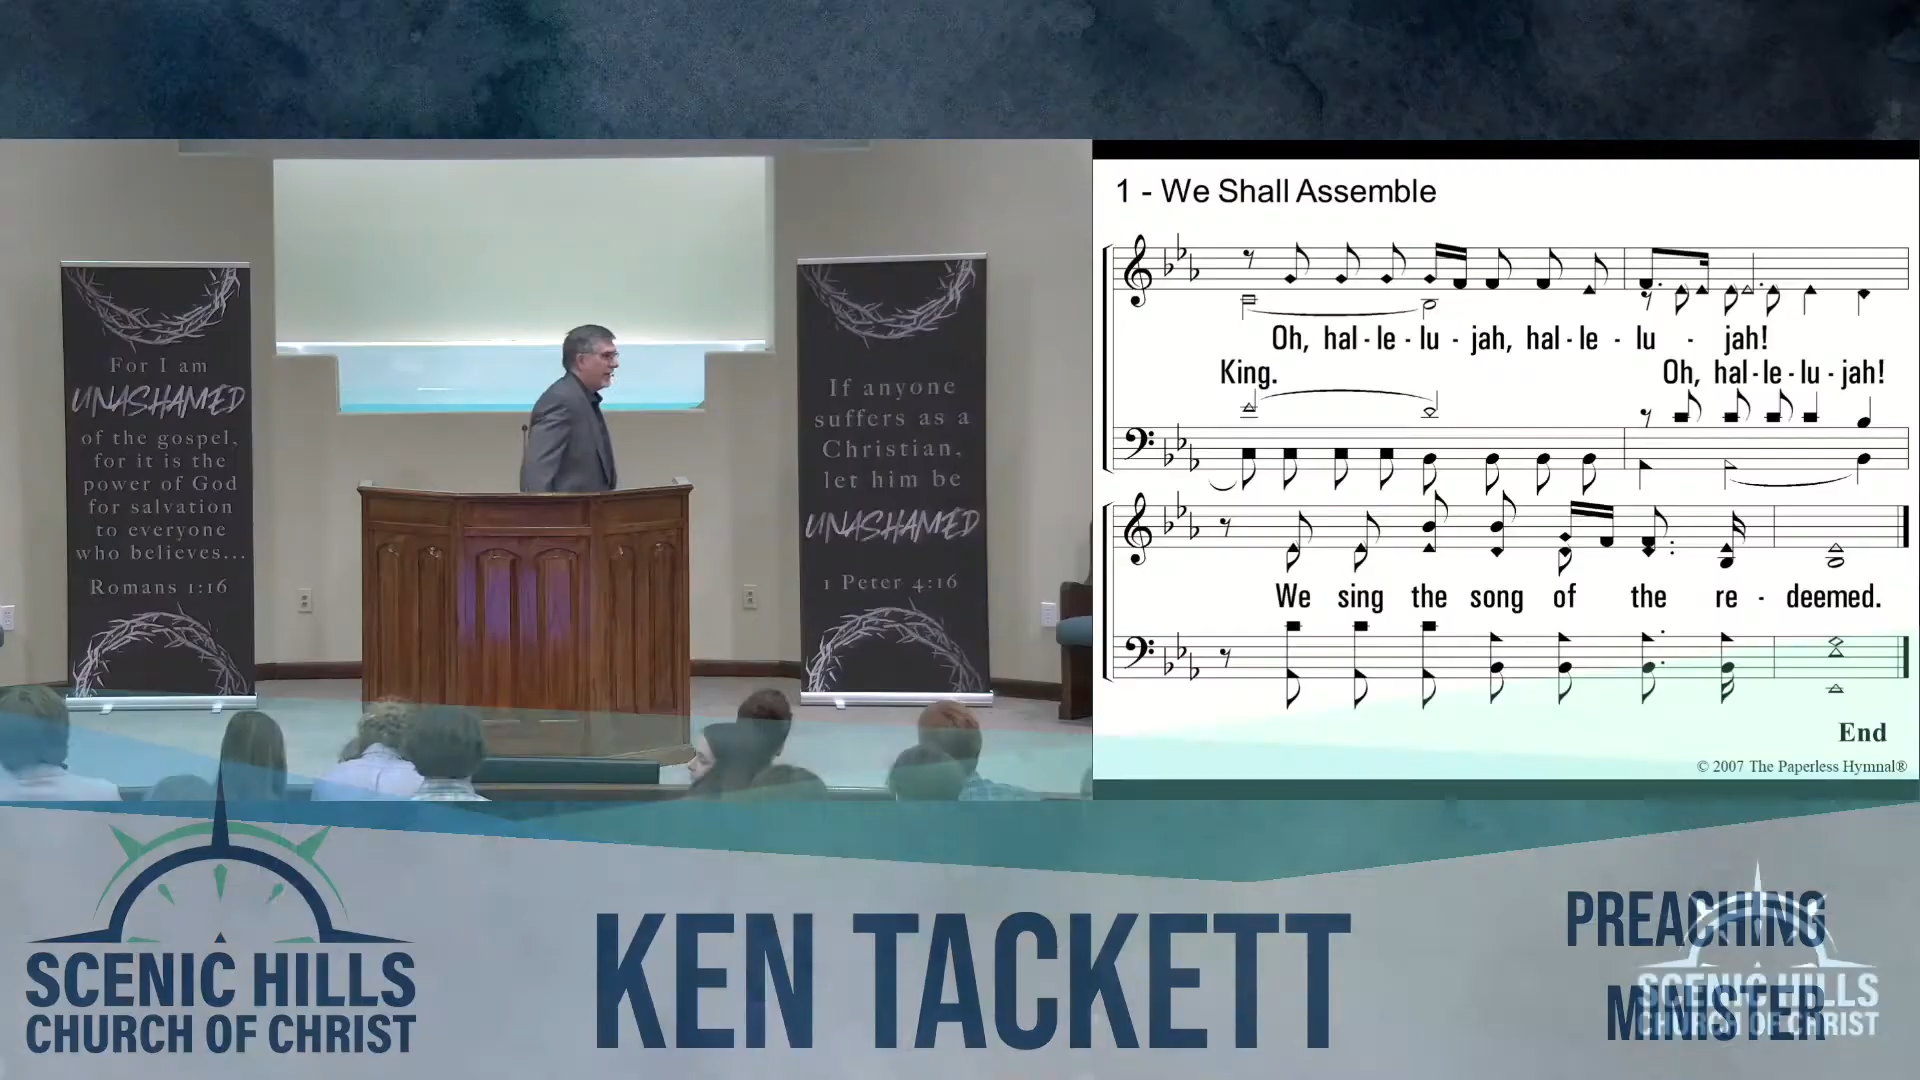 For I am
UNASHAMED
of the gospel,
for it is the
power of God
for salvation
to everyone
who believes...
Romans 1:16
If anyone
suffers as a
Christian,
let him be
UNASHAMED
1 Peter 4:16
1 - We Shall Assemble
Oh, hal - le - lu - jah, hal - le - lu - jah!
King. Oh, hal - le - lu - jah!
We sing the song of the re - deemed.
End
© 2007 The Paperless Hymnal®
SCENIC HILLS
CHURCH OF CHRIST
KEN TACKETT
PREACHING
MINISTER
SCENIC HILLS
CHURCH OF CHRIST